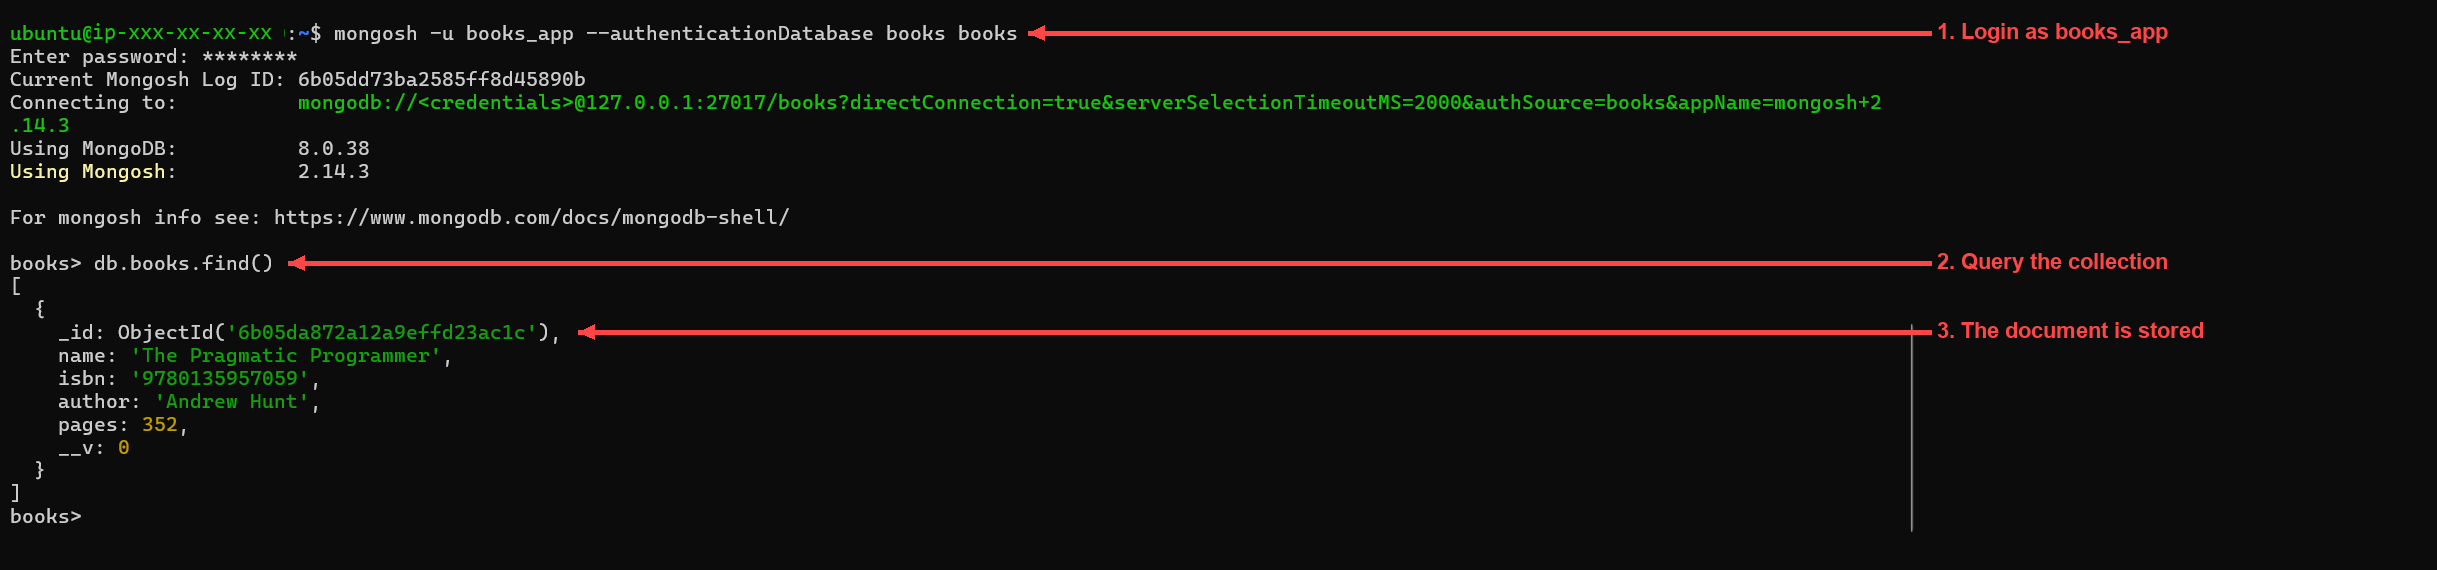 ubuntu@ip-xxx-xx-xx-xx :~$ mongosh -u books_app --authenticationDatabase books books
1. Login as books_app
Enter password: ********
Current Mongosh Log ID: 6b05dd73ba2585ff8d45890b
Connecting to: mongodb://<credentials>@127.0.0.1:27017/books?directConnection=true&serverSelectionTimeoutMS=2000&authSource=books&appName=mongosh+2
.14.3
Using MongoDB: 8.0.38
Using Mongosh: 2.14.3
For mongosh info see: https://www.mongodb.com/docs/mongodb-shell/
books> db.books.find()
2. Query the collection
[
{
_id: ObjectId('6b05da872a12a9effd23ac1c'),
3. The document is stored
name: 'The Pragmatic Programmer',
isbn: '9780135957059',
author: 'Andrew Hunt',
pages: 352,
__v: 0
}
]
books>